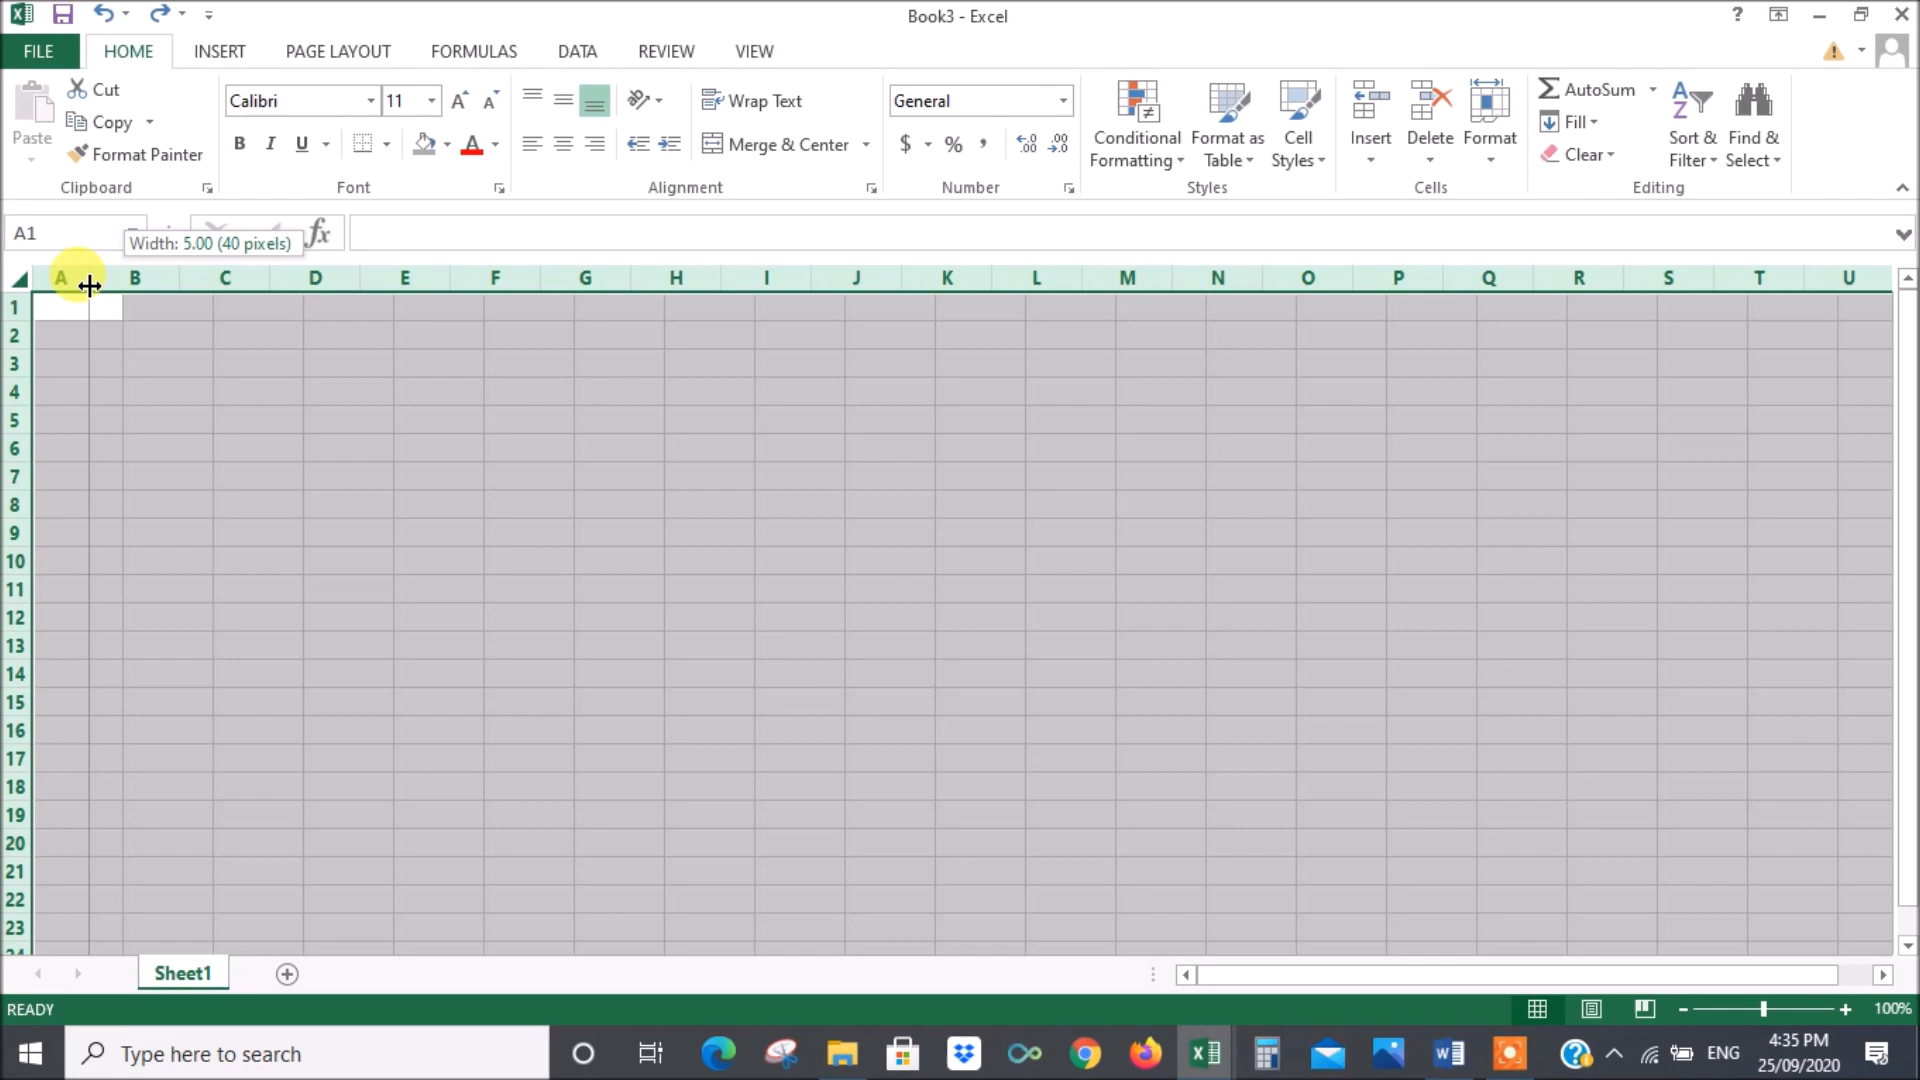 Book3 - Excel
?
FILE HOME INSERT PAGE LAYOUT FORMULAS DATA REVIEW VIEW
Paste
Cut
Copy
Format Painter
Clipboard
Calibri 11 A A
B I U A
Font
Wrap Text
Merge & Center
Alignment
General
$ % , .00 .00
Number
Conditional Formatting
Format as Table
Cell Styles
Styles
Insert Delete Format
Cells
AutoSum
Fill
Clear
Sort & Filter
Find & Select
Editing
A1
fx
Width: 5.00 (40 pixels)
A B C D E F G H I J K L M N O P Q R S T U
1
2
3
4
5
6
7
8
9
10
11
12
13
14
15
16
17
18
19
20
21
22
23
24
Sheet1
READY
100%
Type here to search
ENG
4:35 PM
25/09/2020